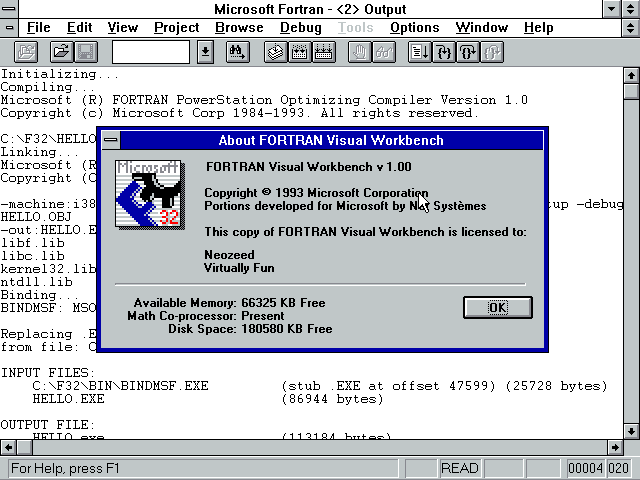 Microsoft Fortran - <2> Output
File Edit View Project Browse Debug Tools Options Window Help
Initializing...
Compiling...
Microsoft (R) FORTRAN PowerStation Optimizing Compiler Version 1.0
Copyright (c) Microsoft Corp 1984-1993. All rights reserved.
C:\F32\HELLO
Linking...
Microsoft (R
Copyright (C
-machine:i38
tup -debug
HELLO.OBJ
-out:HELLO.E
libf.lib
libc.lib
kernel32.lib
ntdll.lib
Binding...
BINDMSF: MSO
Replacing .E
from file: C
About FORTRAN Visual Workbench
Microsoft
32
FORTRAN Visual Workbench v 1.00
Copyright © 1993 Microsoft Corporation
Portions developed for Microsoft by Systèmes
This copy of FORTRAN Visual Workbench is licensed to:
Neozeed
Virtually Fun
Available Memory: 66325 KB Free
Math Co-processor: Present
Disk Space: 180580 KB Free
OK
INPUT FILES:
C:\F32\BIN\BINDMSF.EXE (stub .EXE at offset 47599) (25728 bytes)
HELLO.EXE (86944 bytes)
OUTPUT FILE:
HELLO.exe (113184 bytes)
For Help, press F1
READ
00004 020